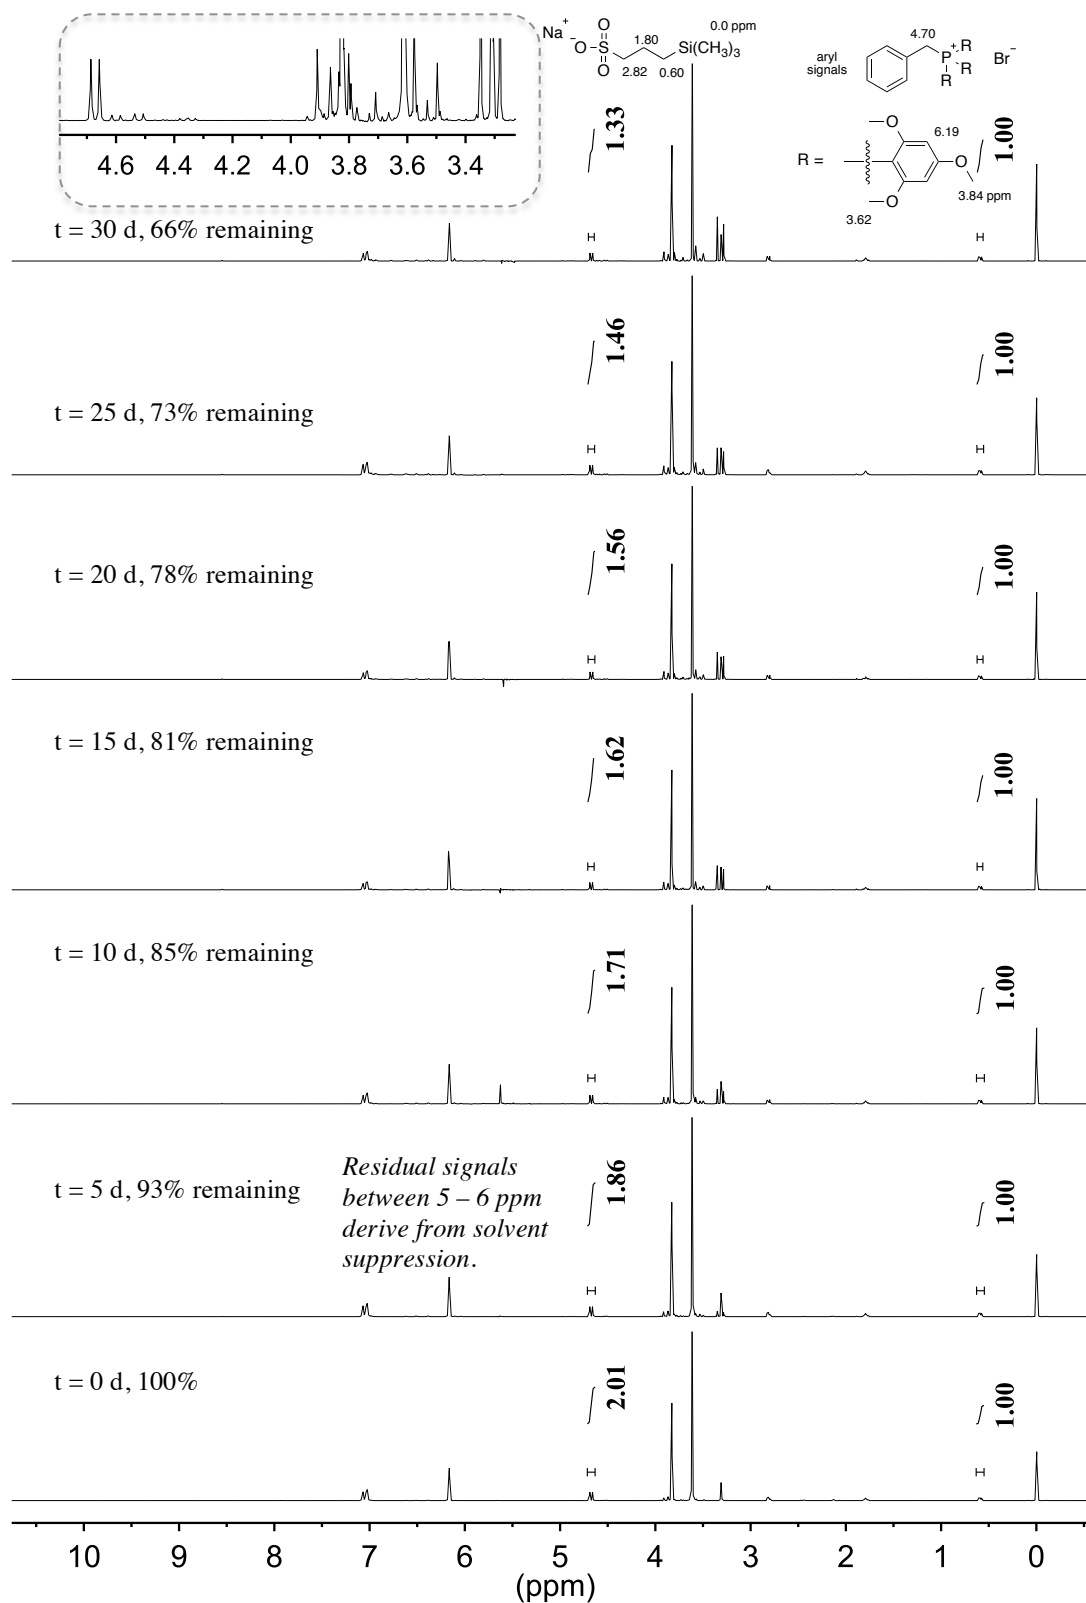 Na+
O
-O-S
O
1.80
2.82
0.60
0.0 ppm
Si(CH3)3
aryl
signals
4.70
P+
R
R
R
Br−
R =
O
O
O
6.19
3.84 ppm
3.62
4.6 4.4 4.2 4.0 3.8 3.6 3.4
1.33
1.00
t = 30 d, 66% remaining
1.46
1.00
t = 25 d, 73% remaining
1.56
1.00
t = 20 d, 78% remaining
1.62
1.00
t = 15 d, 81% remaining
1.71
1.00
t = 10 d, 85% remaining
1.86
1.00
t = 5 d, 93% remaining
Residual signals
between 5 – 6 ppm
derive from solvent
suppression.
2.01
1.00
t = 0 d, 100%
10 9 8 7 6 5 4 3 2 1 0
(ppm)